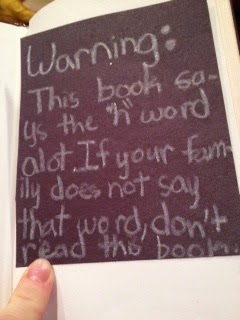 Warning:
This book sa-
ys the "h" word
alot. If your fam-
ily does not say
that word, don't
read the book.